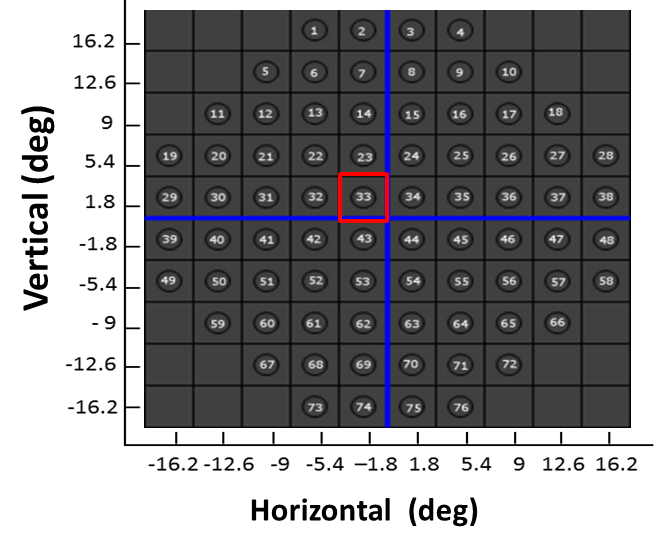 1 2 3 4
16.2
5 6 7 8 9 10
12.6
11 12 13 14 15 16 17 18
9
19 20 21 22 23 24 25 26 27 28
5.4
29 30 31 32 33 34 35 36 37 38
1.8
39 40 41 42 43 44 45 46 47 48
-1.8
49 50 51 52 53 54 55 56 57 58
-5.4
59 60 61 62 63 64 65 66
- 9
67 68 69 70 71 72
-12.6
73 74 75 76
-16.2
Vertical (deg)
-16.2 -12.6 -9 -5.4 −1.8 1.8 5.4 9 12.6 16.2
Horizontal (deg)